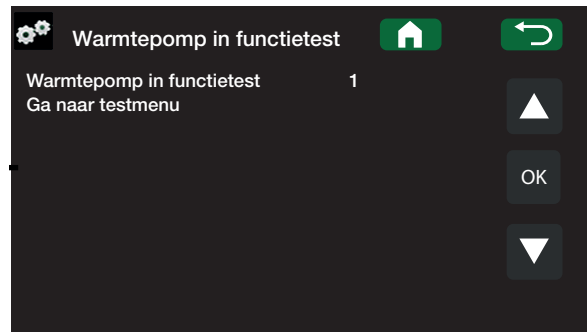 Warmtepomp in functietest
Warmtepomp in functietest 1
Ga naar testmenu
OK